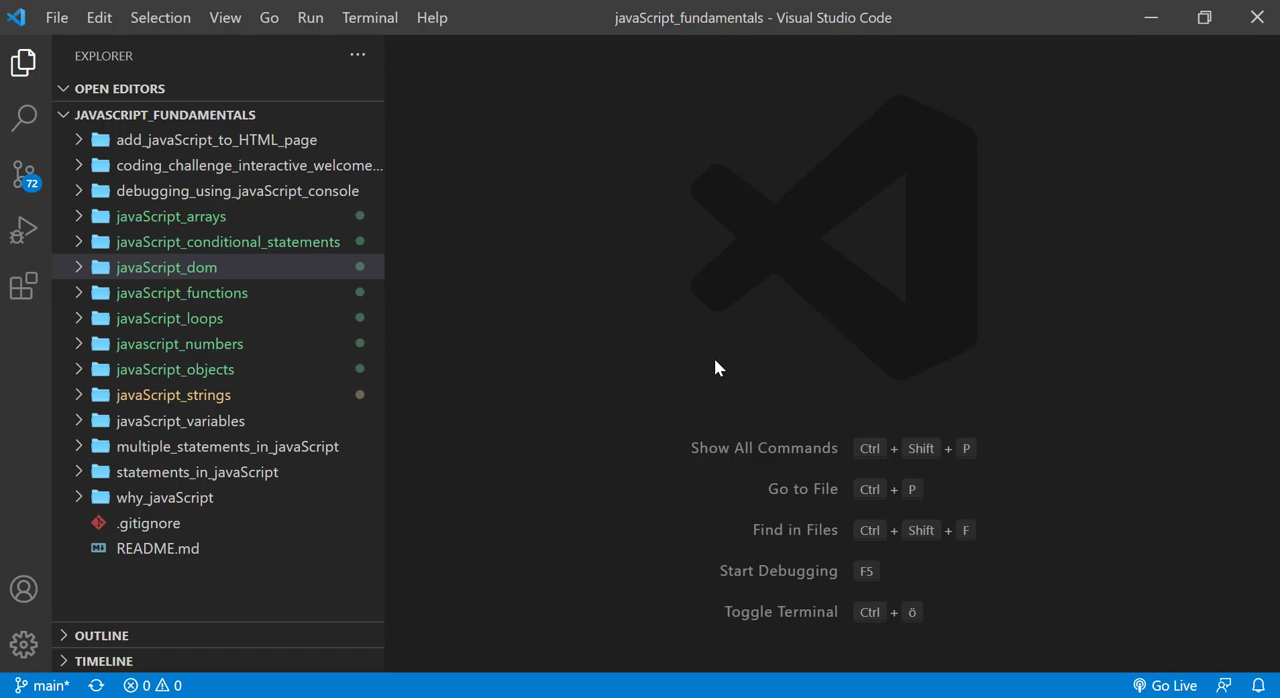 File Edit Selection View Go Run Terminal Help javaScript_fundamentals - Visual Studio Code
EXPLORER
OPEN EDITORS
JAVASCRIPT_FUNDAMENTALS
add_javaScript_to_HTML_page
coding_challenge_interactive_welcome...
debugging_using_javaScript_console
javaScript_arrays
javaScript_conditional_statements
javaScript_dom
javaScript_functions
javaScript_loops
javascript_numbers
javaScript_objects
javaScript_strings
javaScript_variables
multiple_statements_in_javaScript
statements_in_javaScript
why_javaScript
.gitignore
README.md
OUTLINE
TIMELINE
72
Show All Commands Ctrl + Shift + P
Go to File Ctrl + P
Find in Files Ctrl + Shift + F
Start Debugging F5
Toggle Terminal Ctrl + ö
main* 0 0 Go Live